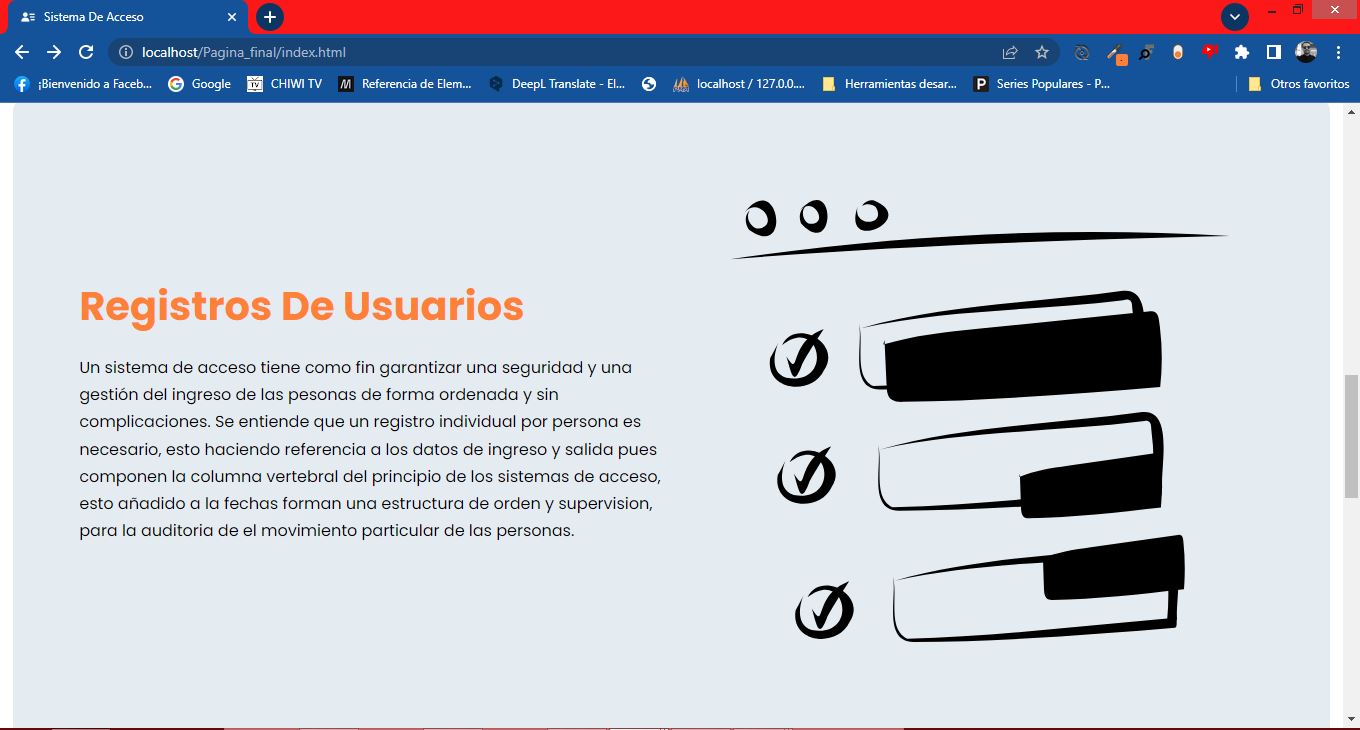 Sistema De Acceso
localhost/Pagina_final/index.html
¡Bienvenido a Faceb... Google CHIWI TV Referencia de Elem... DeepL Translate - El... localhost / 127.0.0.... Herramientas desar... Series Populares - P... Otros favoritos
Registros De Usuarios
Un sistema de acceso tiene como fin garantizar una seguridad y una
gestión del ingreso de las pesonas de forma ordenada y sin
complicaciones. Se entiende que un registro individual por persona es
necesario, esto haciendo referencia a los datos de ingreso y salida pues
componen la columna vertebral del principio de los sistemas de acceso,
esto añadido a la fechas forman una estructura de orden y supervision,
para la auditoria de el movimiento particular de las personas.